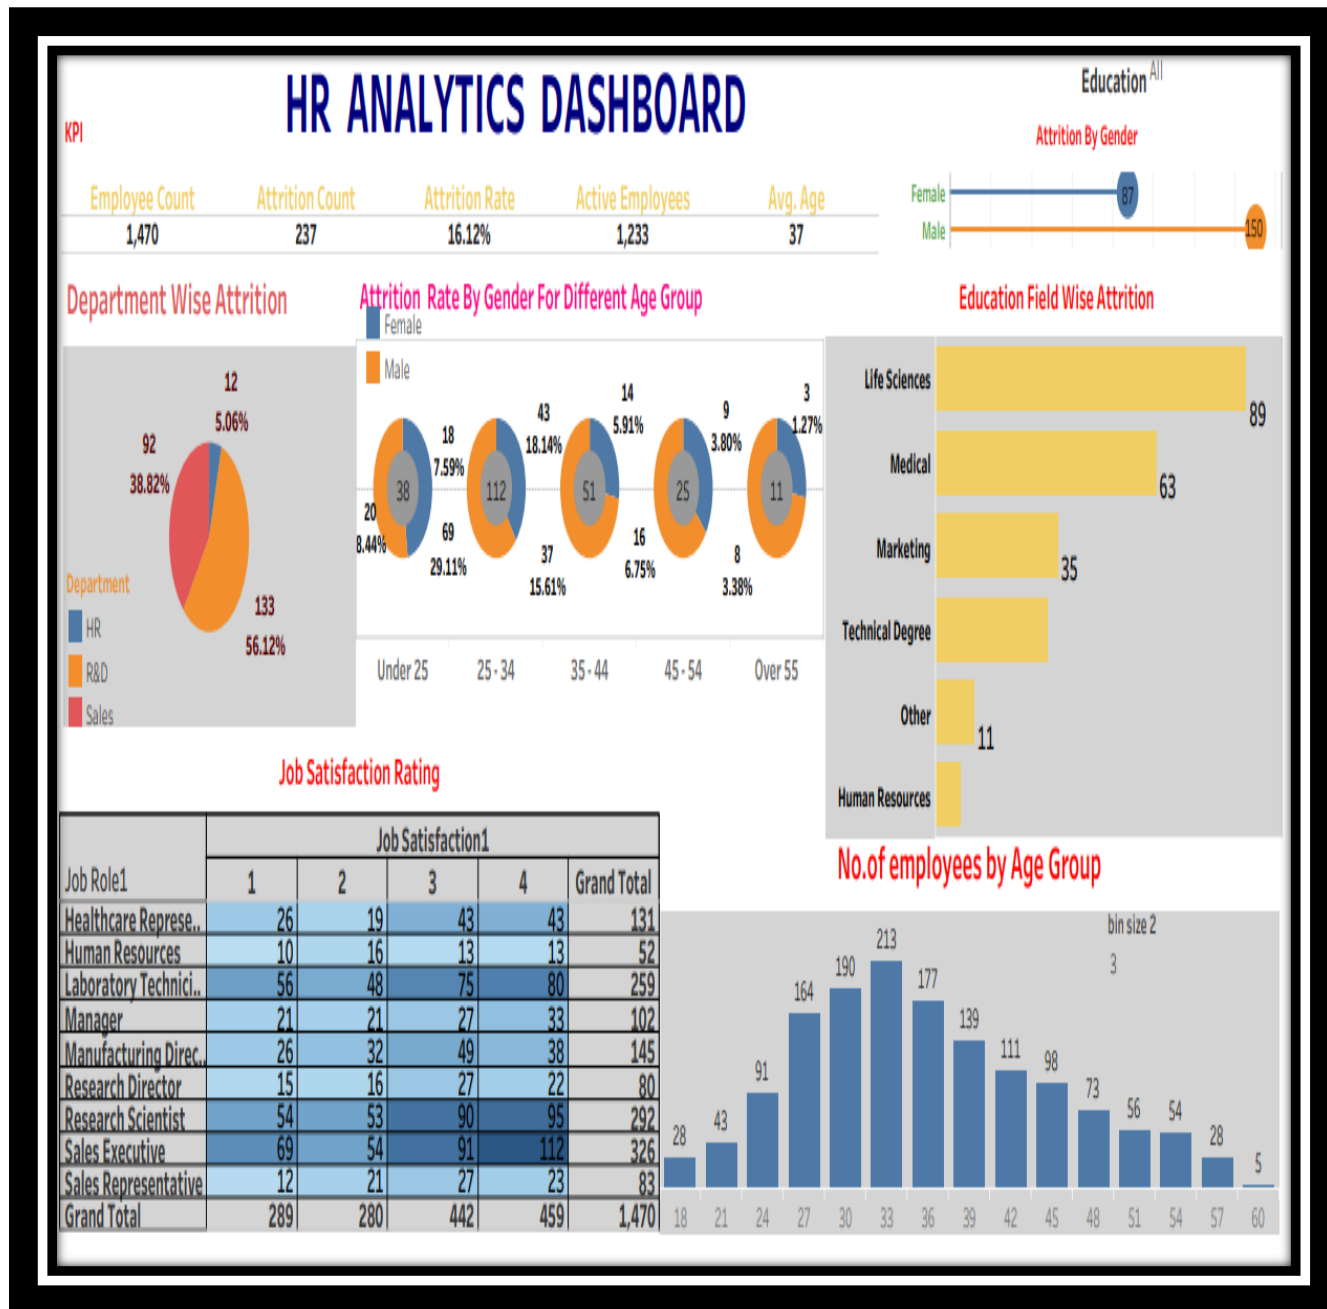 HR ANALYTICS DASHBOARD
Education All
KPI
Attrition By Gender
Employee Count Attrition Count Attrition Rate Active Employees Avg. Age
1,470 237 16.12% 1,233 37
Female 87
Male 150
Department Wise Attrition
12
5.06%
92
38.82%
133
56.12%
Department
HR
R&D
Sales
Attrition Rate By Gender For Different Age Group
Female
Male
38 112 51 25 11
18
7.59%
20
8.44%
43
18.14%
69
29.11%
14
5.91%
37
15.61%
9
3.80%
16
6.75%
3
1.27%
8
3.38%
Under 25 25 - 34 35 - 44 45 - 54 Over 55
Education Field Wise Attrition
Life Sciences 89
Medical 63
Marketing 35
Technical Degree
Other 11
Human Resources
Job Satisfaction Rating
Job Satisfaction1
Job Role1 1 2 3 4 Grand Total
Healthcare Represe.. 26 19 43 43 131
Human Resources 10 16 13 13 52
Laboratory Technici.. 56 48 75 80 259
Manager 21 21 27 33 102
Manufacturing Direc.. 26 32 49 38 145
Research Director 15 16 27 22 80
Research Scientist 54 53 90 95 292
Sales Executive 69 54 91 112 326
Sales Representative 12 21 27 23 83
Grand Total 289 280 442 459 1,470
No.of employees by Age Group
bin size 2
3
28 43 91 164 190 213 177 139 111 98 73 56 54 28 5
18 21 24 27 30 33 36 39 42 45 48 51 54 57 60